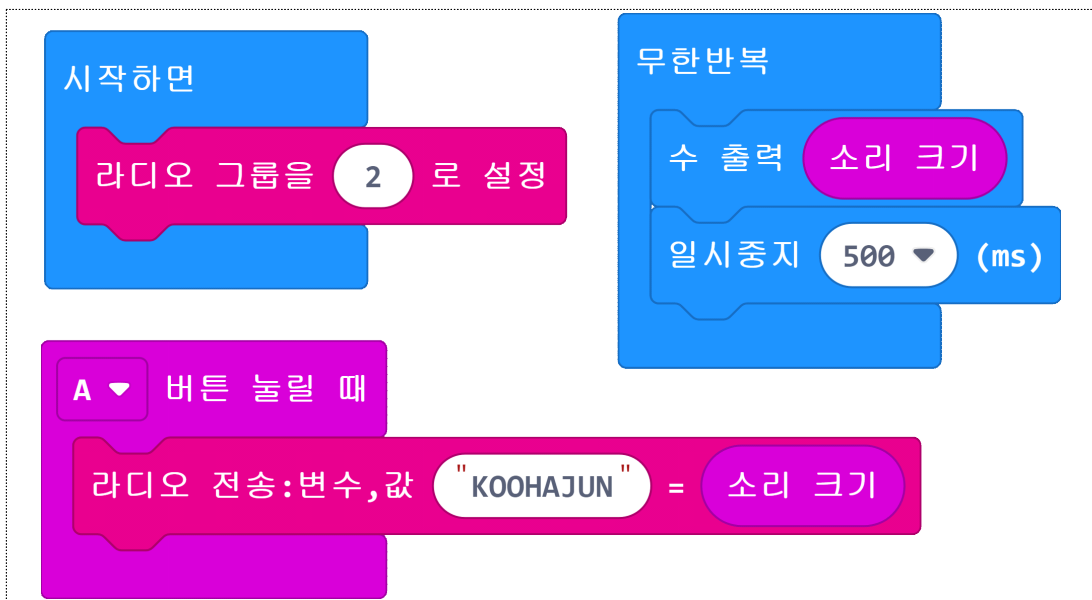 시작하면
라디오 그룹을 2 로 설정
무한반복
수 출력 소리 크기
일시중지 500 (ms)
A 버튼 눌릴 때
라디오 전송:변수,값 "KOOHAJUN" = 소리 크기